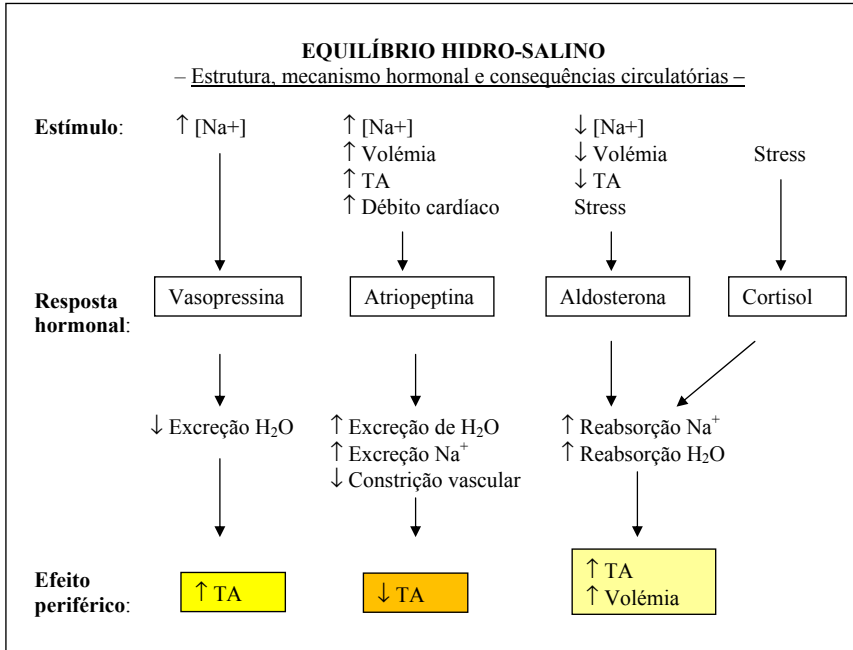 EQUILÍBRIO HIDRO-SALINO
– Estrutura, mecanismo hormonal e consequências circulatórias –
Estímulo: ↑ [Na+] ↑ [Na+] ↓ [Na+]
↑ Volémia ↓ Volémia Stress
↑ TA ↓ TA
↑ Débito cardíaco Stress
Resposta hormonal: Vasopressina Atriopeptina Aldosterona Cortisol
↓ Excreção H₂O ↑ Excreção de H₂O ↑ Reabsorção Na⁺
↑ Excreção Na⁺ ↑ Reabsorção H₂O
↓ Constrição vascular
Efeito periférico: ↑ TA ↓ TA ↑ TA
↑ Volémia